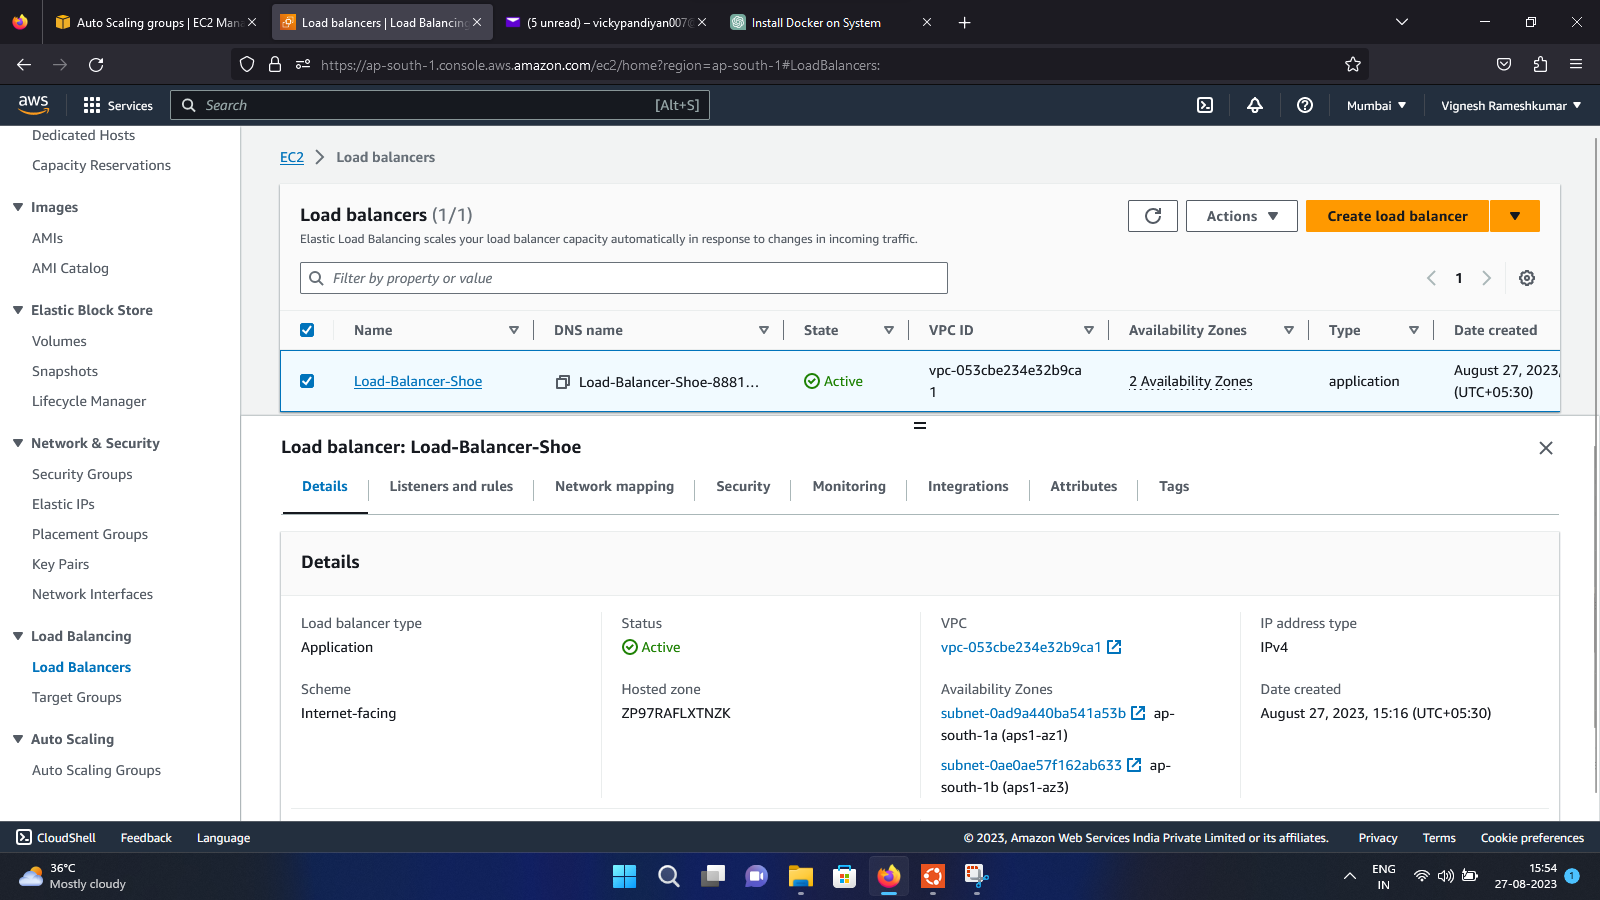 Auto Scaling groups | EC2 Mana
Load balancers | Load Balancing
(5 unread) – vickypandiyan007@
Install Docker on System
https://ap-south-1.console.aws.amazon.com/ec2/home?region=ap-south-1#LoadBalancers:
aws
Services
Search
[Alt+S]
Mumbai
Vignesh Rameshkumar
Dedicated Hosts
Capacity Reservations
Images
AMIs
AMI Catalog
Elastic Block Store
Volumes
Snapshots
Lifecycle Manager
Network & Security
Security Groups
Elastic IPs
Placement Groups
Key Pairs
Network Interfaces
Load Balancing
Load Balancers
Target Groups
Auto Scaling
Auto Scaling Groups
EC2
Load balancers
Load balancers (1/1)
Elastic Load Balancing scales your load balancer capacity automatically in response to changes in incoming traffic.
Actions
Create load balancer
Filter by property or value
1
Name
DNS name
State
VPC ID
Availability Zones
Type
Date created
Load-Balancer-Shoe
Load-Balancer-Shoe-8881...
Active
vpc-053cbe234e32b9ca
1
2 Availability Zones
application
August 27, 2023,
(UTC+05:30)
Load balancer: Load-Balancer-Shoe
Details
Listeners and rules
Network mapping
Security
Monitoring
Integrations
Attributes
Tags
Details
Load balancer type
Application
Status
Active
VPC
vpc-053cbe234e32b9ca1
IP address type
IPv4
Scheme
Internet-facing
Hosted zone
ZP97RAFLXTNZK
Availability Zones
subnet-0ad9a440ba541a53b ap-
south-1a (aps1-az1)
subnet-0ae0ae57f162ab633 ap-
south-1b (aps1-az3)
Date created
August 27, 2023, 15:16 (UTC+05:30)
CloudShell
Feedback
Language
© 2023, Amazon Web Services India Private Limited or its affiliates.
Privacy
Terms
Cookie preferences
36°C
Mostly cloudy
ENG
IN
15:54
27-08-2023
1